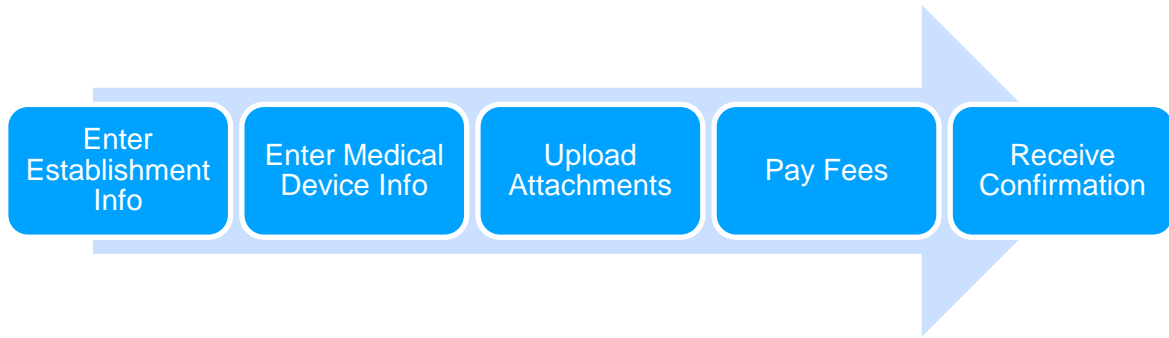 Enter
Establishment
Info
Enter Medical
Device Info
Upload
Attachments
Pay Fees
Receive
Confirmation